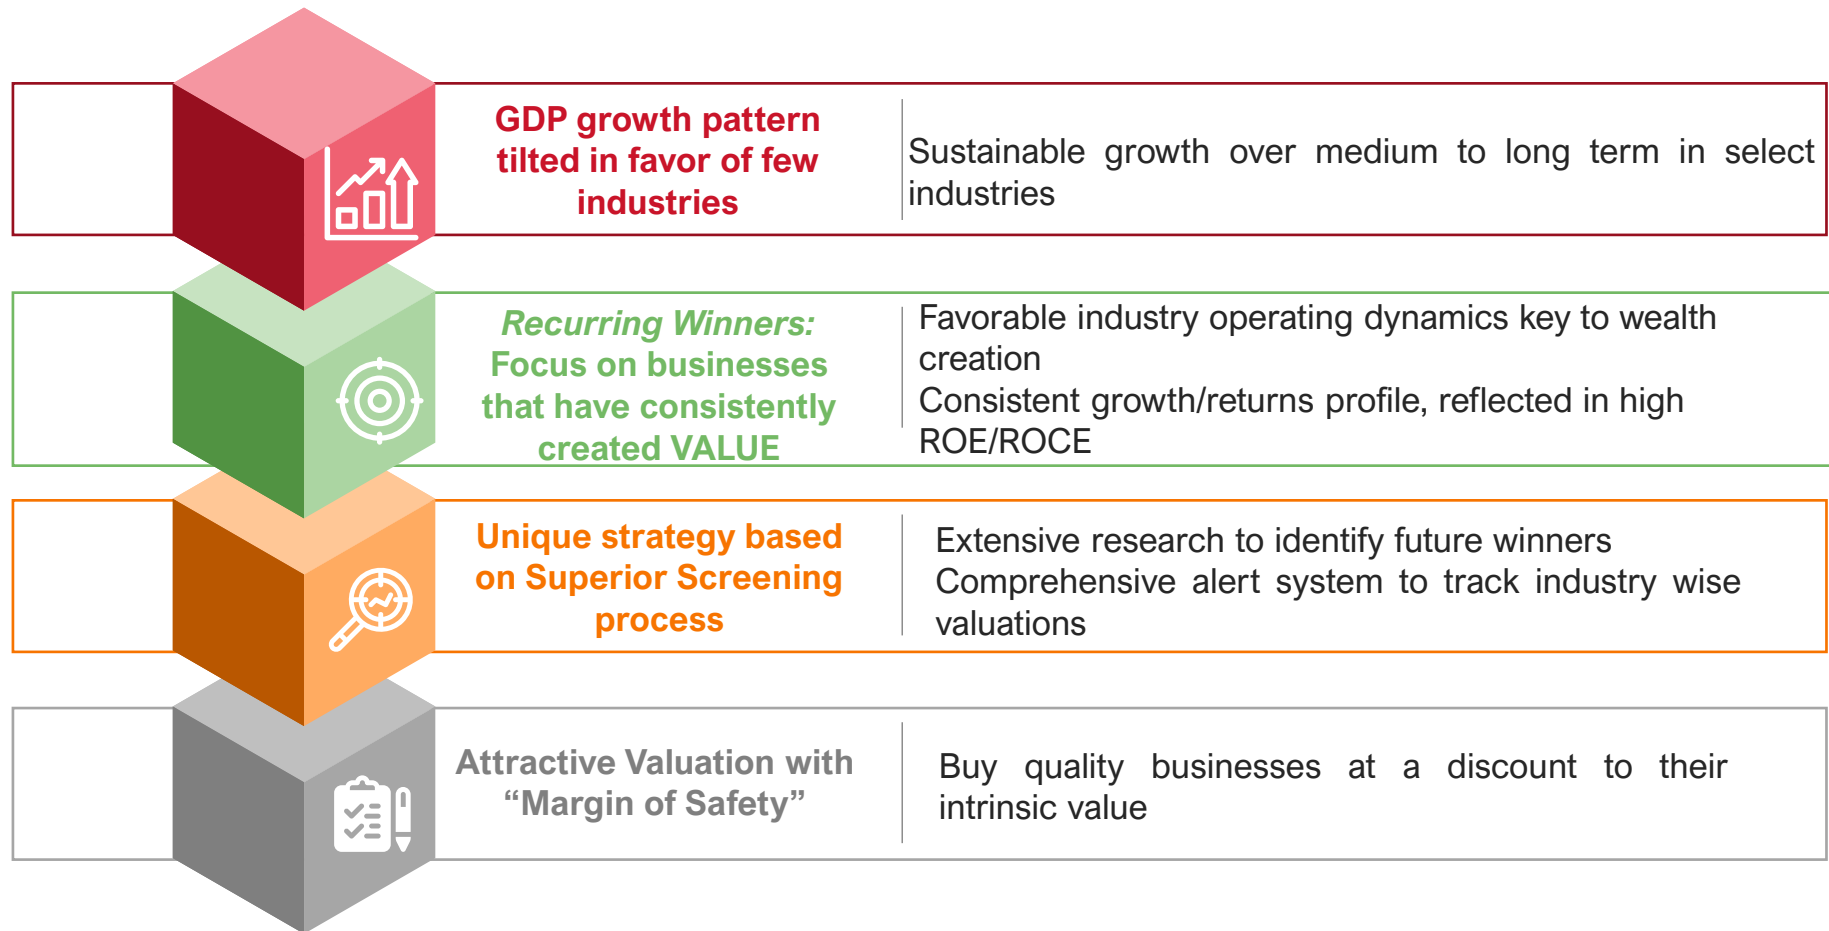 GDP growth pattern
tilted in favor of few
industries
Sustainable growth over medium to long term in select
industries
Recurring Winners:
Focus on businesses
that have consistently
created VALUE
Favorable industry operating dynamics key to wealth
creation
Consistent growth/returns profile, reflected in high
ROE/ROCE
Unique strategy based
on Superior Screening
process
Extensive research to identify future winners
Comprehensive alert system to track industry wise
valuations
Attractive Valuation with
“Margin of Safety”
Buy quality businesses at a discount to their
intrinsic value